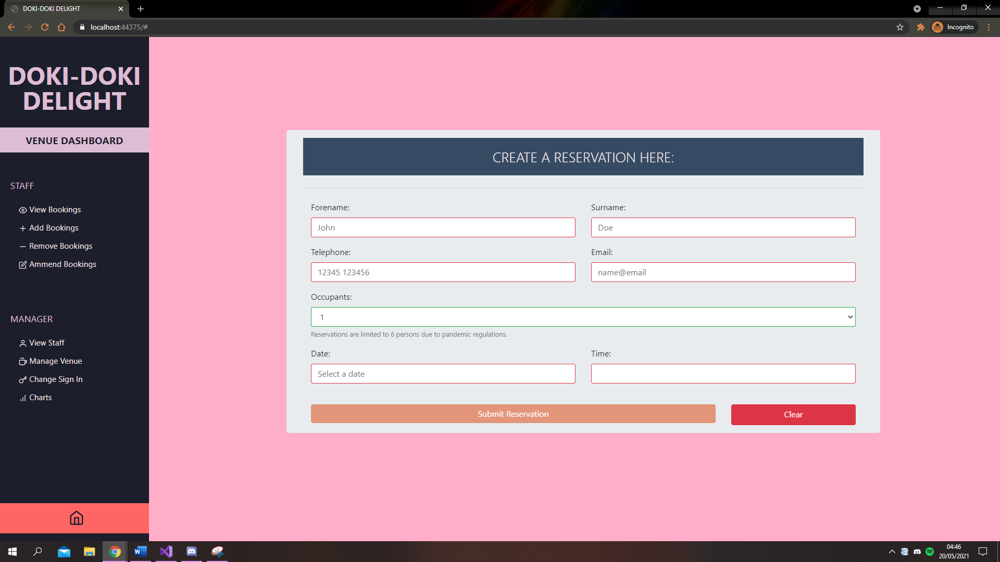 DOKI-DOKI DELIGHT
localhost:44375/#
Incognito
DOKI-DOKI
DELIGHT
VENUE DASHBOARD
STAFF
View Bookings
Add Bookings
Remove Bookings
Ammend Bookings
MANAGER
View Staff
Manage Venue
Change Sign In
Charts
CREATE A RESERVATION HERE:
Forename:
Surname:
John
Doe
Telephone:
Email:
12345 123456
name@email
Occupants:
1
Reservations are limited to 6 persons due to pandemic regulations.
Date:
Time:
Select a date
Submit Reservation
Clear
04:46
20/05/2021